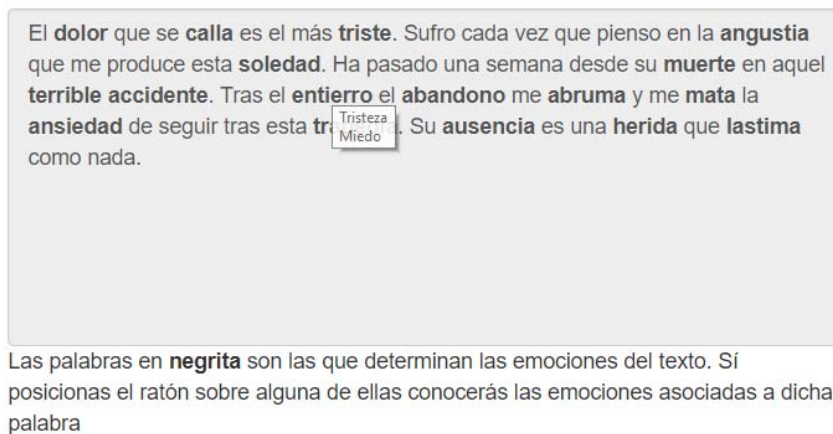 El dolor que se calla es el más triste. Sufro cada vez que pienso en la angustia
que me produce esta soledad. Ha pasado una semana desde su muerte en aquel
terrible accidente. Tras el entierro el abandono me abruma y me mata la
ansiedad de seguir tras esta Su ausencia es una herida que lastima
como nada.
Tristeza
Miedo
Las palabras en negrita son las que determinan las emociones del texto. Sí
posicionas el ratón sobre alguna de ellas conocerás las emociones asociadas a dicha
palabra